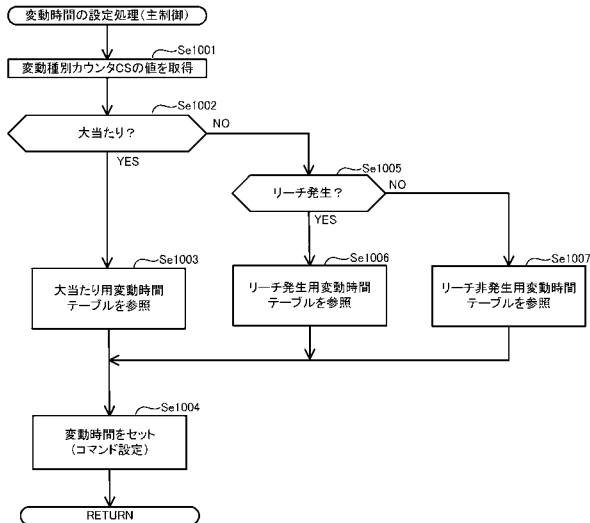 変動時間の設定処理(主制御)
Se1001
変動種別カウンタCSの値を取得
Se1002
大当たり？
NO
YES
Se1005
リーチ発生？
NO
YES
Se1003
大当たり用変動時間
テーブルを参照
Se1006
リーチ発生用変動時間
テーブルを参照
Se1007
リーチ非発生用変動時間
テーブルを参照
Se1004
変動時間をセット
(コマンド設定)
RETURN